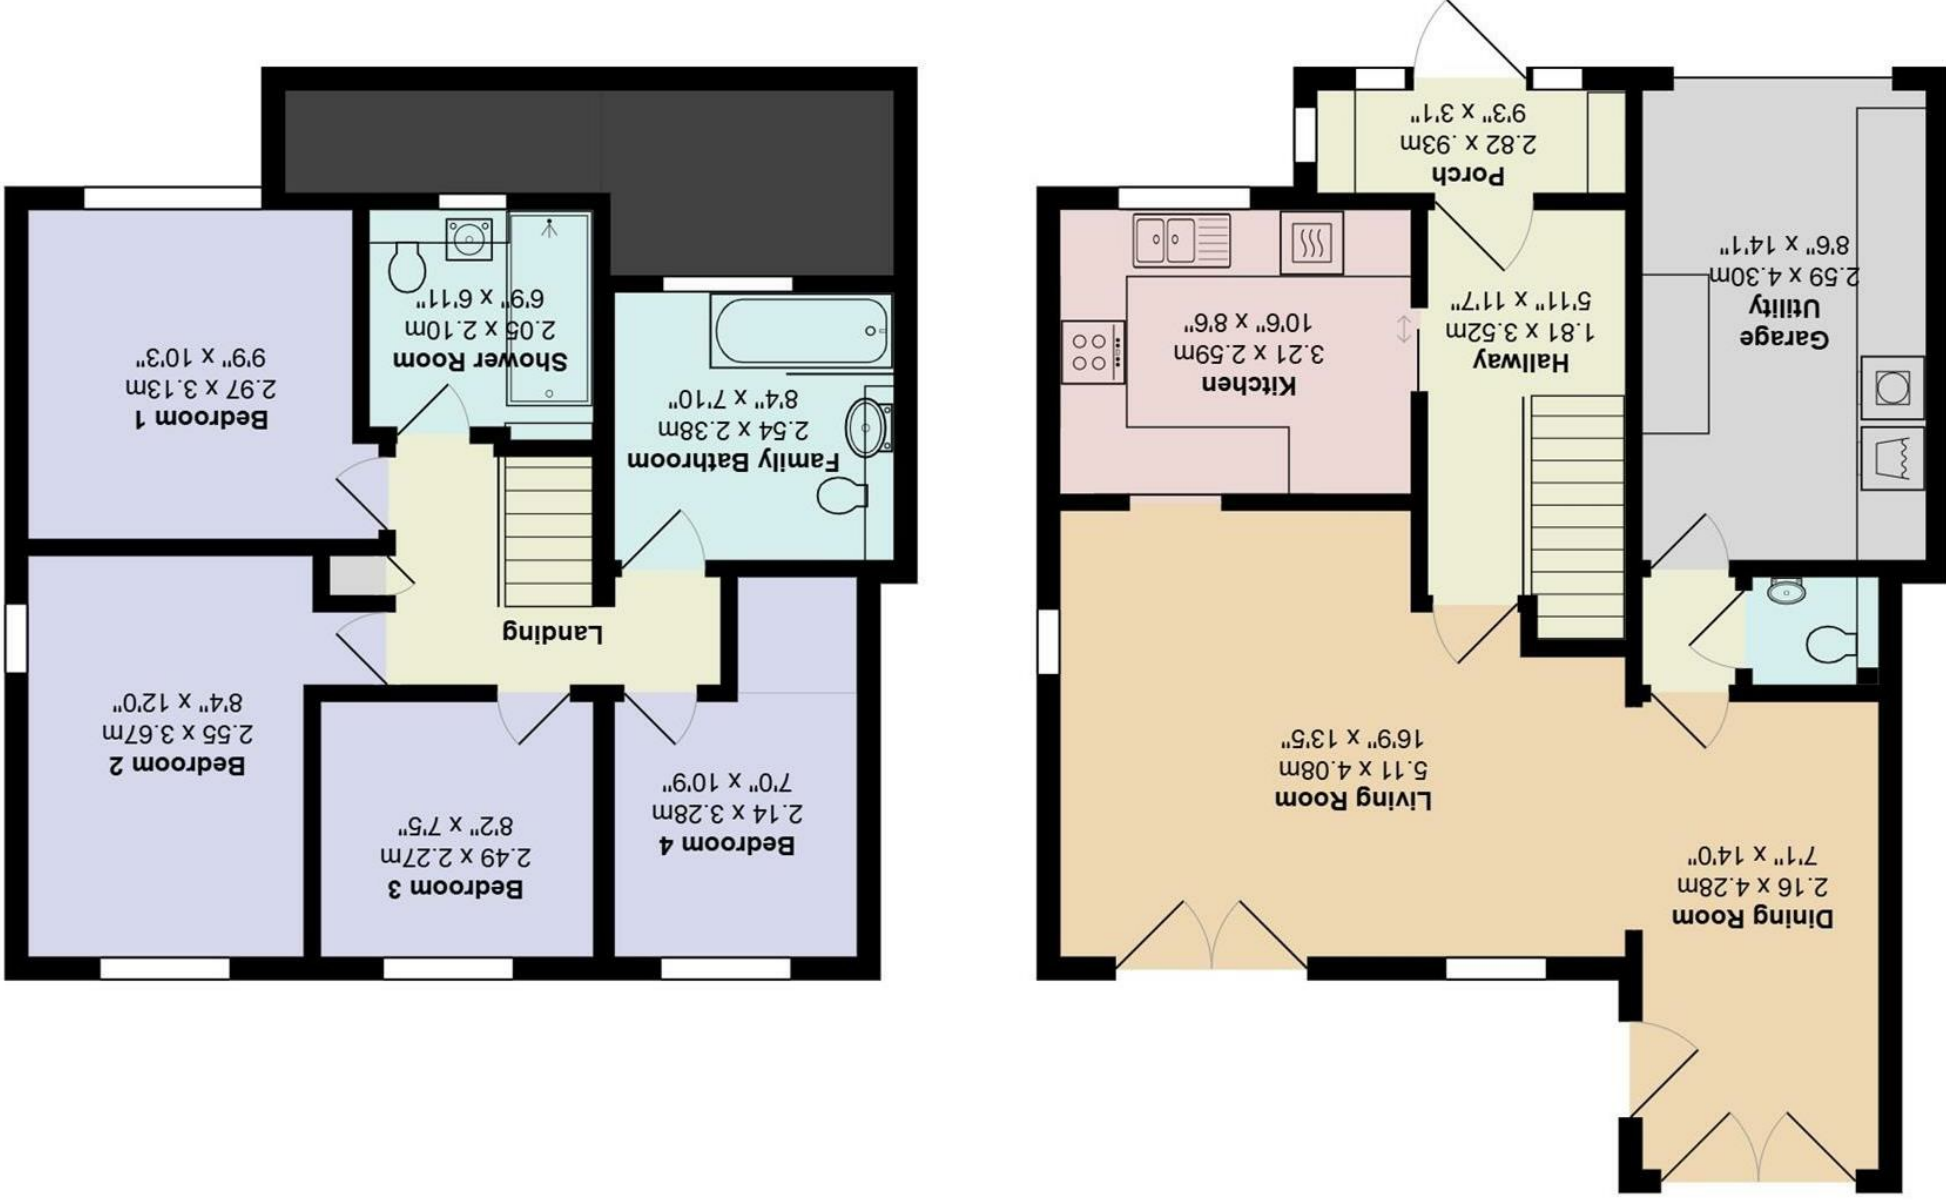 Dining Room
2.16 x 4.28m
7'1" x 14'0"
Living Room
5.11 x 4.08m
16'9" x 13'5"
Garage
Utility
2.59 x 4.30m
8'6" x 14'1"
Hallway
1.81 x 3.52m
5'11" x 11'7"
Kitchen
3.21 x 2.59m
10'6" x 8'6"
Porch
2.82 x .93m
9'3" x 3'1"
Bedroom 4
2.14 x 3.28m
7'0" x 10'9"
Bedroom 3
2.49 x 2.27m
8'2" x 7'5"
Bedroom 2
2.55 x 3.67m
8'4" x 12'0"
Landing
Family Bathroom
2.54 x 2.38m
8'4" x 7'10"
Shower Room
2.05 x 2.10m
6'9" x 6'11"
Bedroom 1
2.97 x 3.13m
9'9" x 10'3"